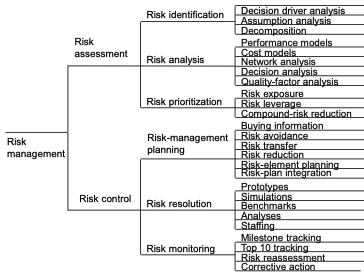 Risk
management
Risk
assessment
Risk identification
Decision driver analysis
Assumption analysis
Decomposition
Risk analysis
Performance models
Cost models
Network analysis
Decision analysis
Quality-factor analysis
Risk prioritization
Risk exposure
Risk leverage
Compound-risk reduction
Risk control
Risk-management
planning
Buying information
Risk avoidance
Risk transfer
Risk reduction
Risk-element planning
Risk-plan integration
Risk resolution
Prototypes
Simulations
Benchmarks
Analyses
Staffing
Risk monitoring
Milestone tracking
Top 10 tracking
Risk reassessment
Corrective action